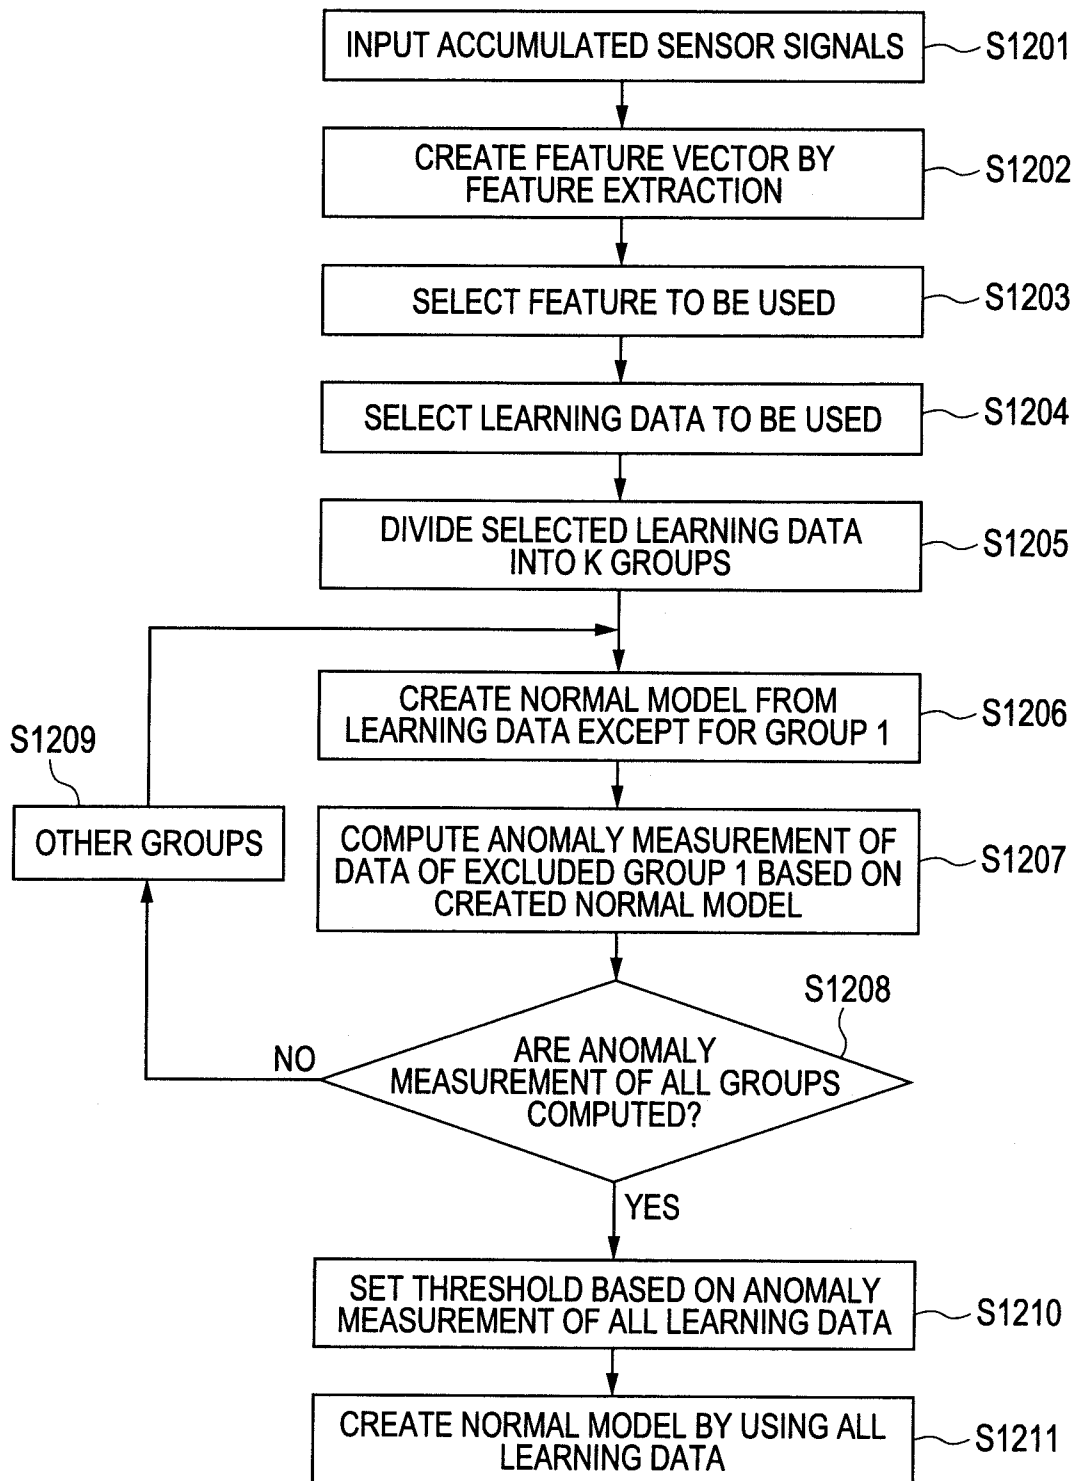 INPUT ACCUMULATED SENSOR SIGNALS
S1201
CREATE FEATURE VECTOR BY
FEATURE EXTRACTION
S1202
SELECT FEATURE TO BE USED
S1203
SELECT LEARNING DATA TO BE USED
S1204
DIVIDE SELECTED LEARNING DATA
INTO K GROUPS
S1205
CREATE NORMAL MODEL FROM
LEARNING DATA EXCEPT FOR GROUP 1
S1206
S1209
OTHER GROUPS
COMPUTE ANOMALY MEASUREMENT OF
DATA OF EXCLUDED GROUP 1 BASED ON
CREATED NORMAL MODEL
S1207
S1208
ARE ANOMALY
MEASUREMENT OF ALL GROUPS
COMPUTED?
NO
YES
SET THRESHOLD BASED ON ANOMALY
MEASUREMENT OF ALL LEARNING DATA
S1210
CREATE NORMAL MODEL BY USING ALL
LEARNING DATA
S1211